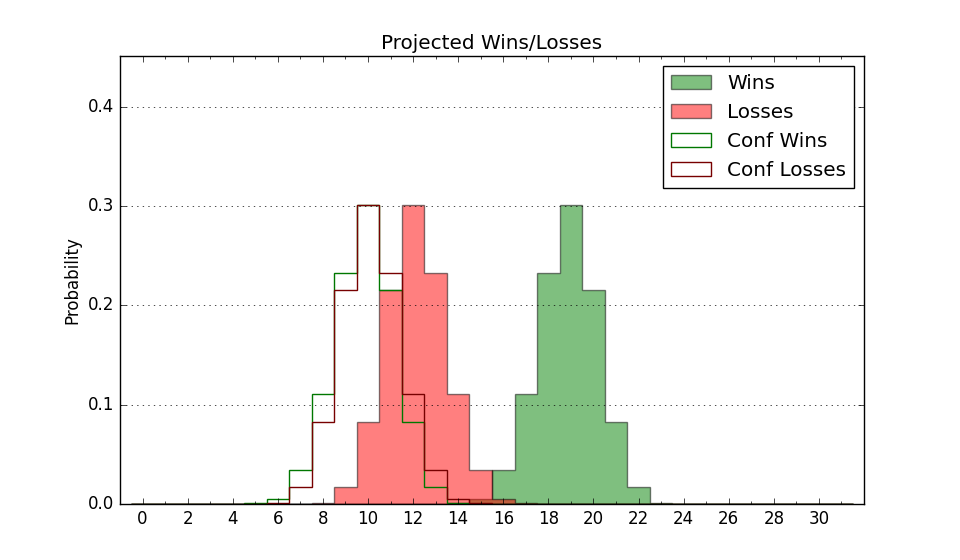 Projected Wins/Losses
Wins
Losses
Conf Wins
Conf Losses
Probability
0.4
0.3
0.2
0.1
0.0
0 2 4 6 8 10 12 14 16 18 20 22 24 26 28 30